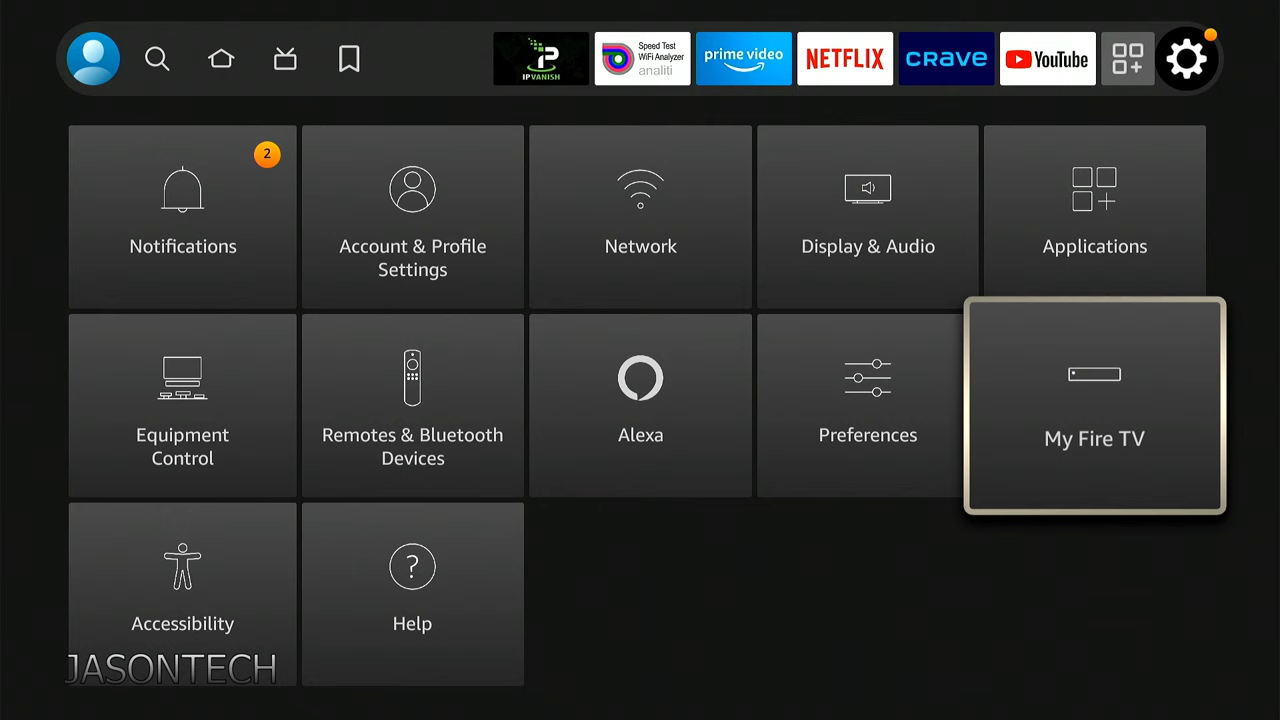 IPVANISH
Speed Test
WiFi Analyzer
analiti
prime video
NETFLIX
CRAVE
YouTube
2
Notifications
Account & Profile
Settings
Network
Display & Audio
Applications
Equipment
Control
Remotes & Bluetooth
Devices
Alexa
Preferences
My Fire TV
Accessibility
?
Help
JASONTECH